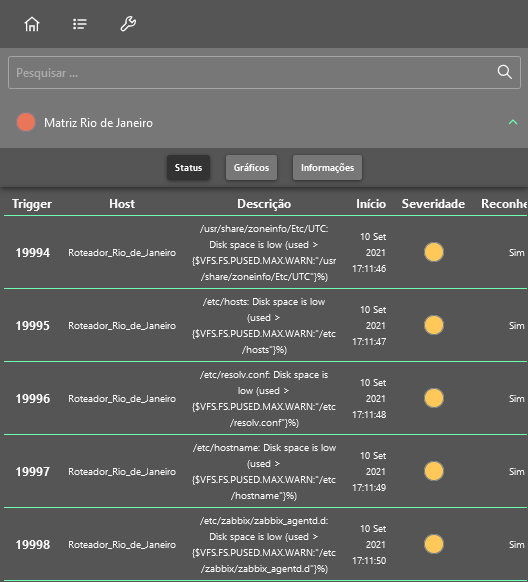 Pesquisar ...
Matriz Rio de Janeiro
Status Gráficos Informações
Trigger Host Descrição Início Severidade Reconhe
19994 Roteador_Rio_de_Janeiro
/usr/share/zoneinfo/Etc/UTC:
Disk space is low (used >
{$VFS.FS.PUSED.MAX.WARN:"/usr
/share/zoneinfo/Etc/UTC"}%)
10 Set
2021
17:11:46
Sim
19995 Roteador_Rio_de_Janeiro
/etc/hosts: Disk space is low
(used >
{$VFS.FS.PUSED.MAX.WARN:"/etc
/hosts"}%)
10 Set
2021
17:11:47
Sim
19996 Roteador_Rio_de_Janeiro
/etc/resolv.conf: Disk space is
low (used >
{$VFS.FS.PUSED.MAX.WARN:"/etc
/resolv.conf"}%)
10 Set
2021
17:11:48
Sim
19997 Roteador_Rio_de_Janeiro
/etc/hostname: Disk space is low
(used >
{$VFS.FS.PUSED.MAX.WARN:"/etc
/hostname"}%)
10 Set
2021
17:11:49
Sim
19998 Roteador_Rio_de_Janeiro
/etc/zabbix/zabbix_agentd.d:
Disk space is low (used >
{$VFS.FS.PUSED.MAX.WARN:"/etc
/zabbix/zabbix_agentd.d"}%)
10 Set
2021
17:11:50
Sim